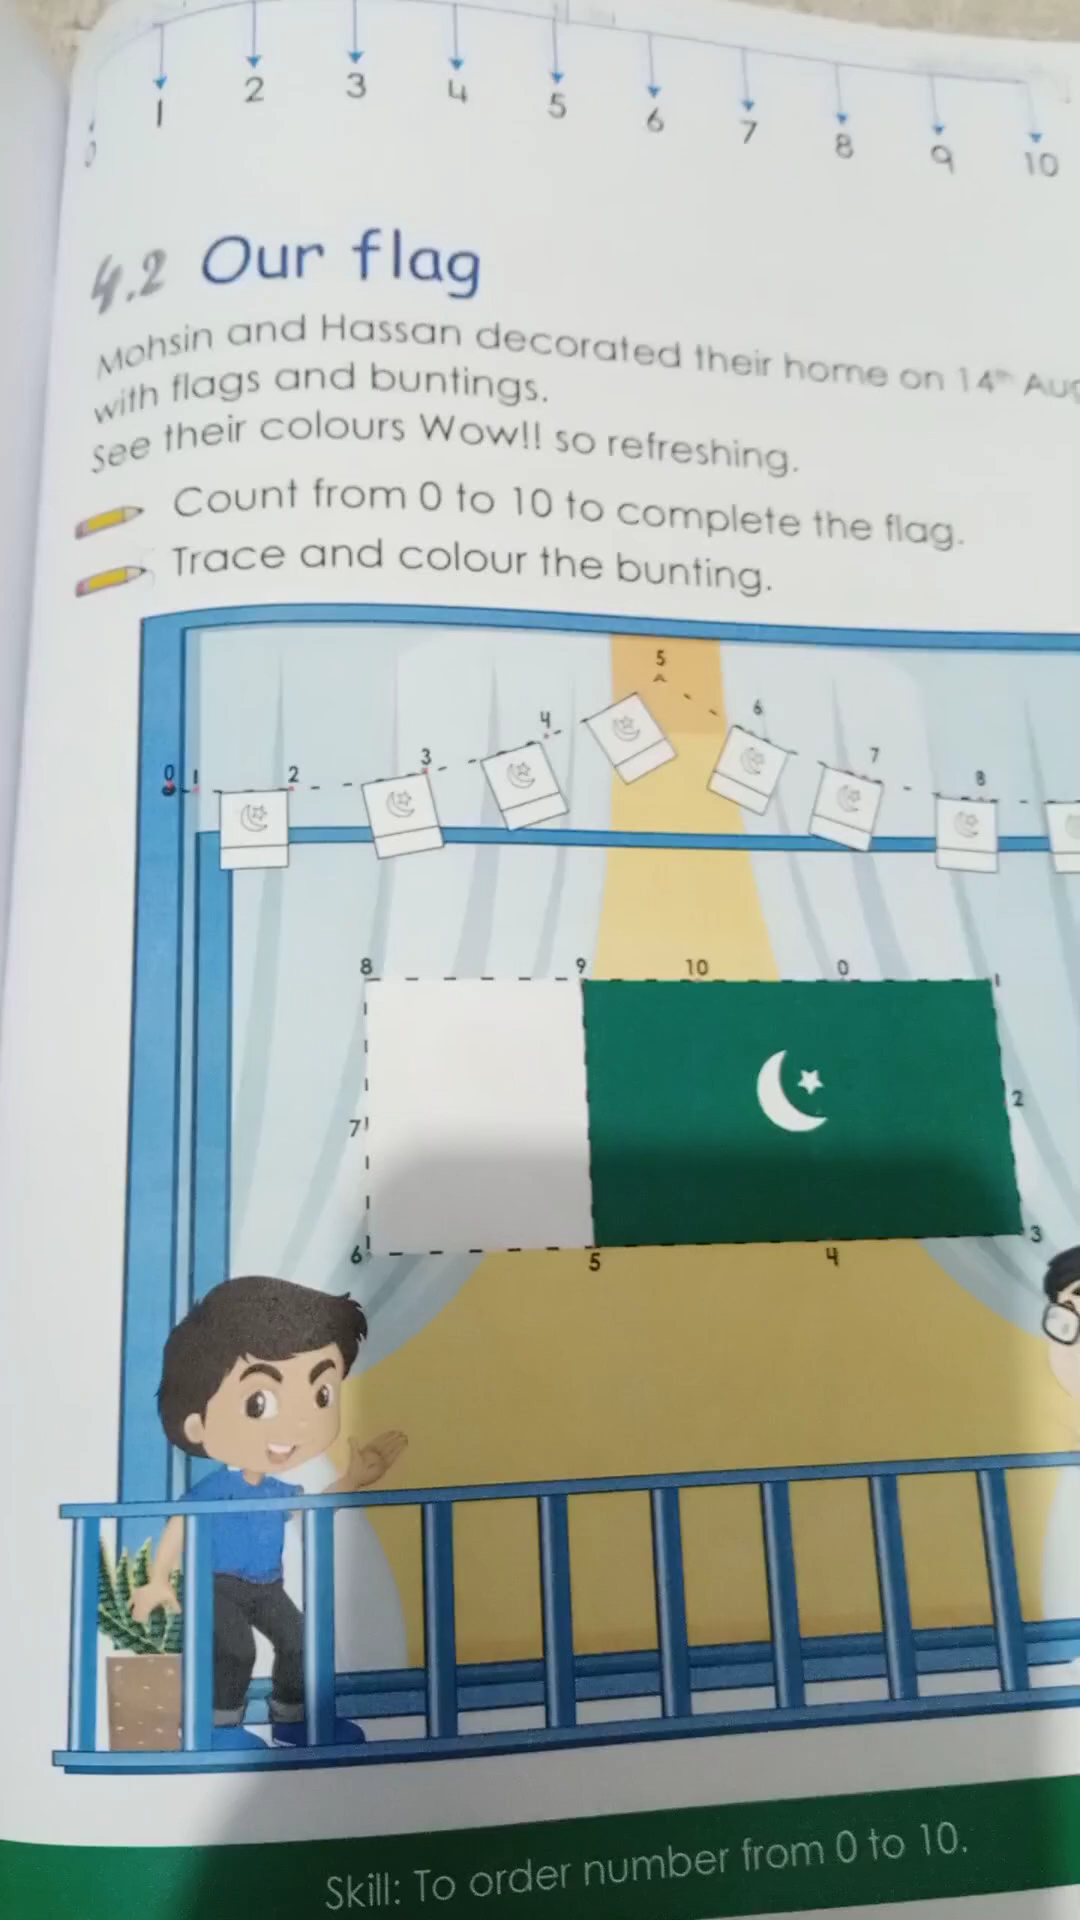 0 1 2 3 4 5 6 7 8 9 10
4.2 Our flag
Mohsin and Hassan decorated their home on 14th Aug
with flags and buntings.
See their colours Wow!! so refreshing.
Count from 0 to 10 to complete the flag.
Trace and colour the bunting.
0 1 2 3 4 5 6 7 8
8 9 10 0 1
7 2
6 5 4 3
Skill: To order number from 0 to 10.